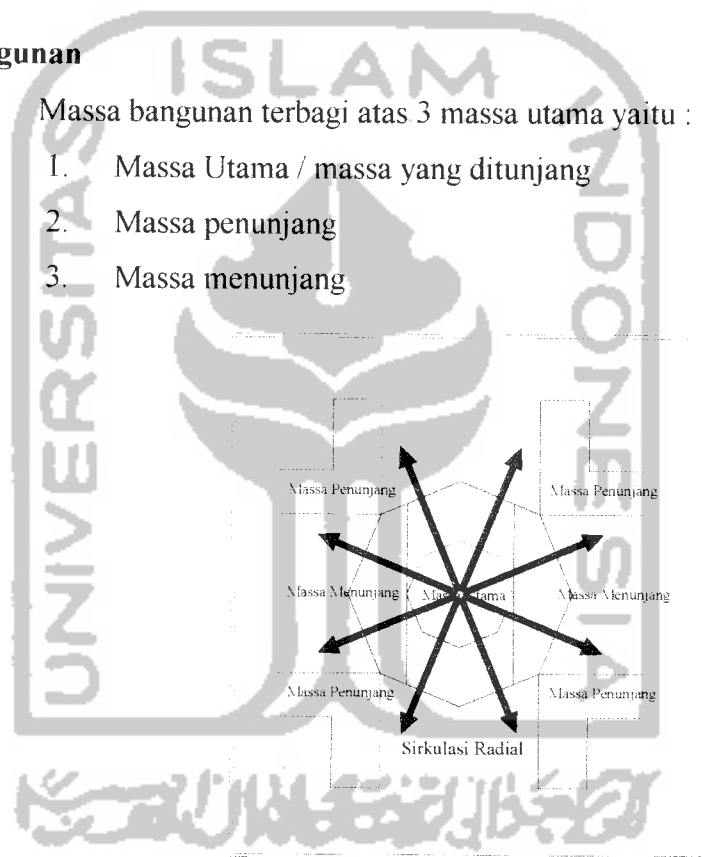 ISLAM
UNIVERSITAS
INDONESIA
gunan
Massa bangunan terbagi atas 3 massa utama yaitu :
1. Massa Utama / massa yang ditunjang
2. Massa penunjang
3. Massa menunjang
Massa Penunjang
Massa Penunjang
Massa Menunjang
Massa Utama
Massa Menunjang
Massa Penunjang
Massa Penunjang
Sirkulasi Radial